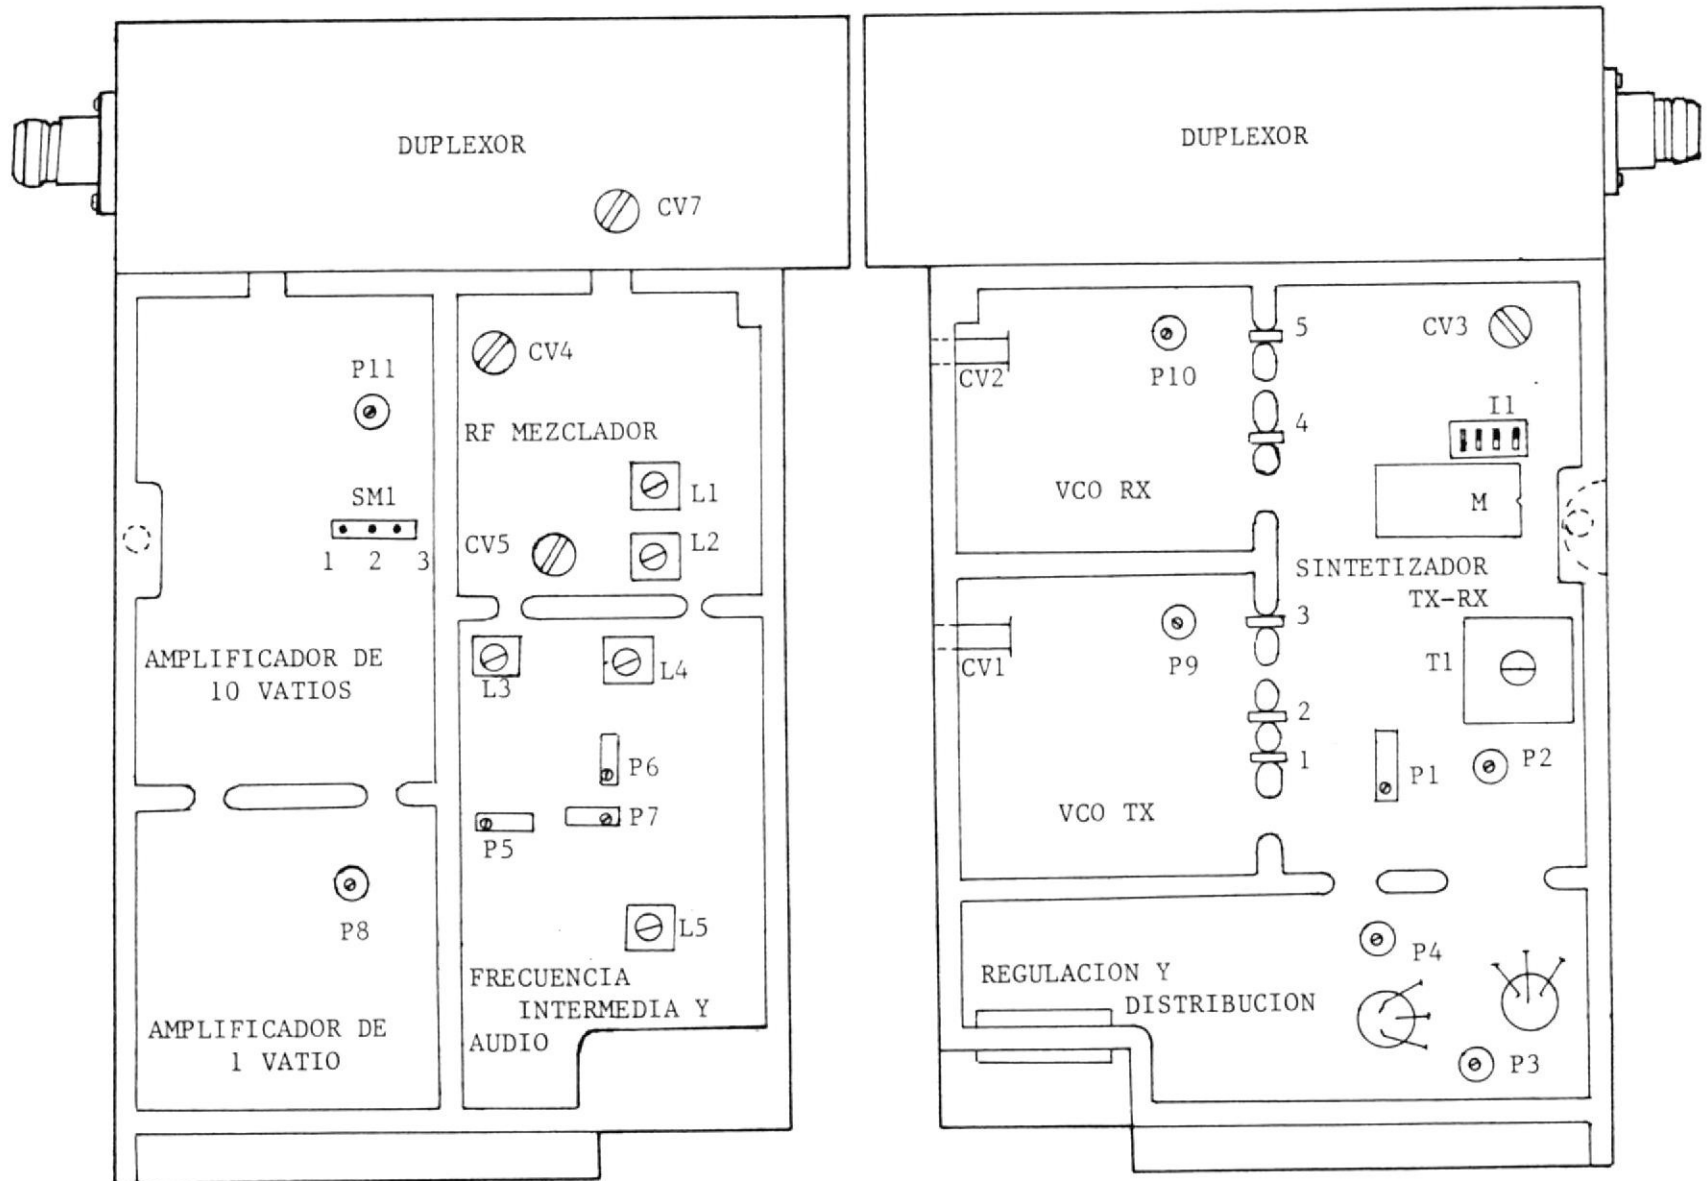 DUPLEXOR
CV7
P11
SM1
1 2 3
AMPLIFICADOR DE
10 VATIOS
P8
AMPLIFICADOR DE
1 VATIO
CV4
RF MEZCLADOR
L1
CV5
L2
L3
L4
P6
P7
P5
L5
FRECUENCIA
INTERMEDIA Y
AUDIO
DUPLEXOR
CV2
P10
VCO RX
5
4
CV3
I1
M
SINTETIZADOR
TX-RX
CV1
P9
3
2
1
VCO TX
T1
P1
P2
REGULACION Y
DISTRIBUCION
P4
P3